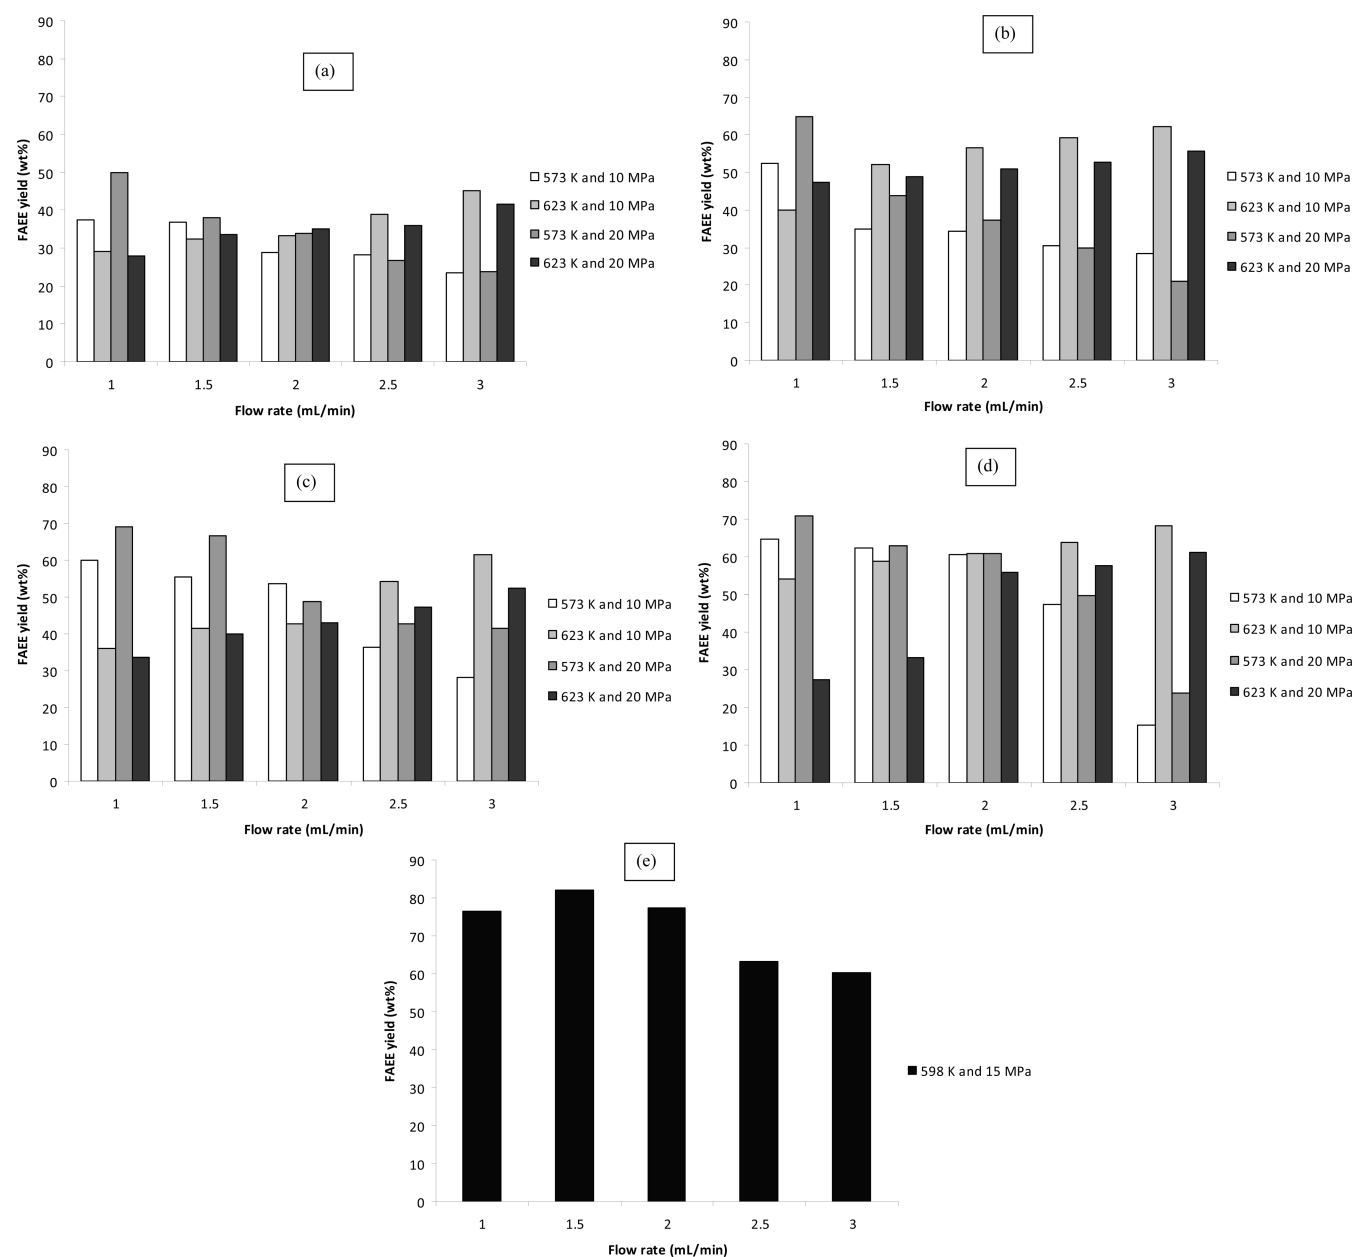 (a)
FAEE yield (wt%)
90
80
70
60
50
40
30
20
10
0
1 1.5 2 2.5 3
Flow rate (mL/min)
573 K and 10 MPa
623 K and 10 MPa
573 K and 20 MPa
623 K and 20 MPa
(b)
FAEE yield (wt%)
90
80
70
60
50
40
30
20
10
0
1 1.5 2 2.5 3
Flow rate (mL/min)
573 K and 10 MPa
623 K and 10 MPa
573 K and 20 MPa
623 K and 20 MPa
(c)
FAEE yield (wt%)
90
80
70
60
50
40
30
20
10
0
1 1.5 2 2.5 3
Flow rate (mL/min)
573 K and 10 MPa
623 K and 10 MPa
573 K and 20 MPa
623 K and 20 MPa
(d)
FAEE yield (wt%)
90
80
70
60
50
40
30
20
10
0
1 1.5 2 2.5 3
Flow rate (mL/min)
573 K and 10 MPa
623 K and 10 MPa
573 K and 20 MPa
623 K and 20 MPa
(e)
FAEE yield (wt%)
90
80
70
60
50
40
30
20
10
0
1 1.5 2 2.5 3
Flow rate (mL/min)
598 K and 15 MPa